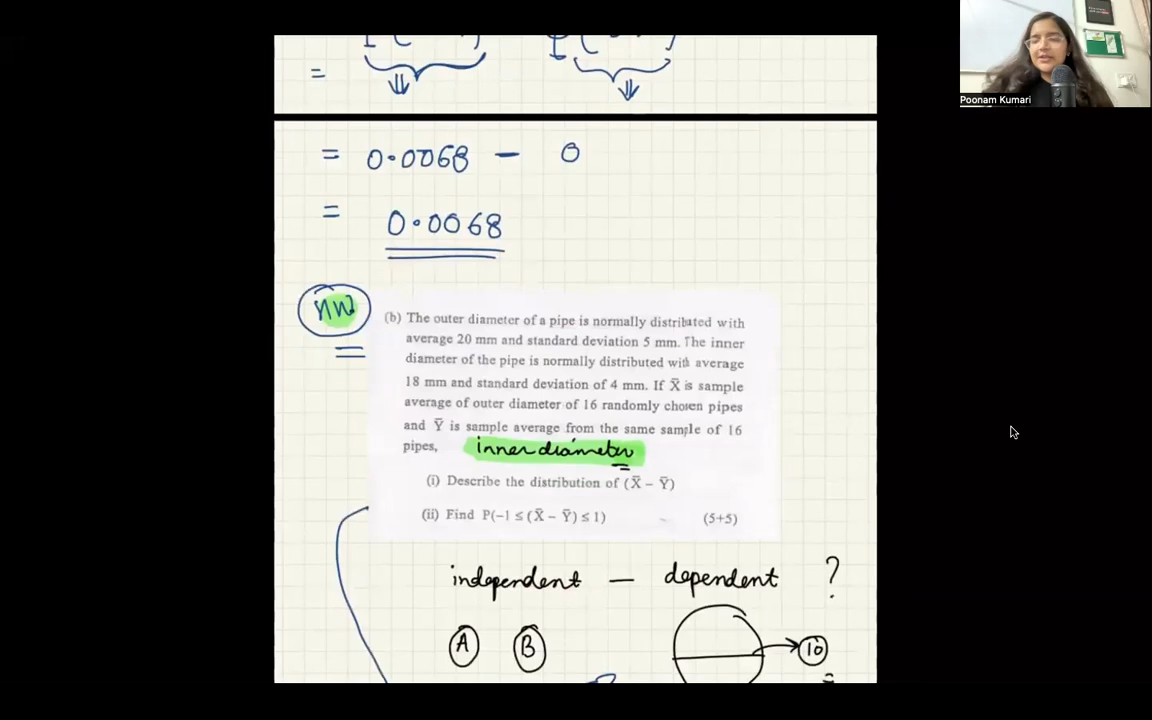 Poonam Kumari
=
= 0.0068 - 0
= 0.0068
HW
(b) The outer diameter of a pipe is normally distributed with
average 20 mm and standard deviation 5 mm. The inner
diameter of the pipe is normally distributed with average
18 mm and standard deviation of 4 mm. If X̄ is sample
average of outer diameter of 16 randomly chosen pipes
and Ȳ is sample average from the same sample of 16
pipes, inner diameter
(i) Describe the distribution of (X̄ − Ȳ)
(ii) Find P(−1 ≤ (X̄ − Ȳ) ≤ 1) (5+5)
independent — dependent ?
A B 10